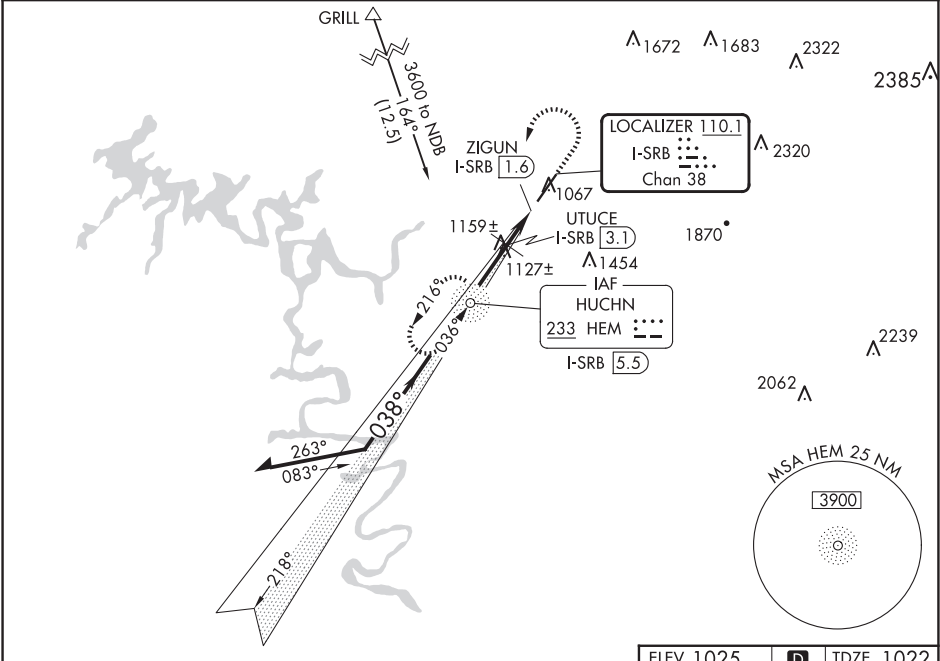 GRILL
3600 to NDB
164°
(12.5)
1672
1683
2322
2385
ZIGUN
I-SRB 1.6
LOCALIZER 110.1
I-SRB
Chan 38
2320
1067
1159±
UTUCE
I-SRB 3.1
1870
1127±
1454
IAF
HUCHN
233 HEM
I-SRB 5.5
216°
036°
2239
2062
038°
263°
083°
MSA HEM 25 NM
3900
218°
ELEV 1025
D
TDZE 1022